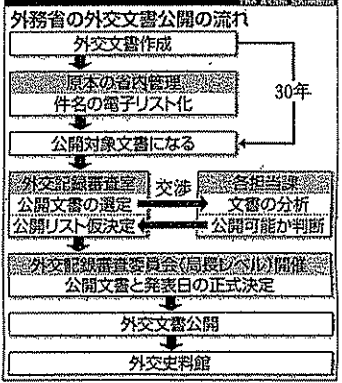 The Asahi Shimbun
外務省の外交文書公開の流れ
外交文書作成
原本の省内管理
件名の電子リスト化
30年
公開対象文書になる
外交記録審査室
公開文書の選定
公開リスト仮決定
交渉
各担当課
文書の分析
公開可能か判断
外交記録審査委員会(局長レベル)開催
公開文書と発表日の正式決定
外交文書公開
外交史料館